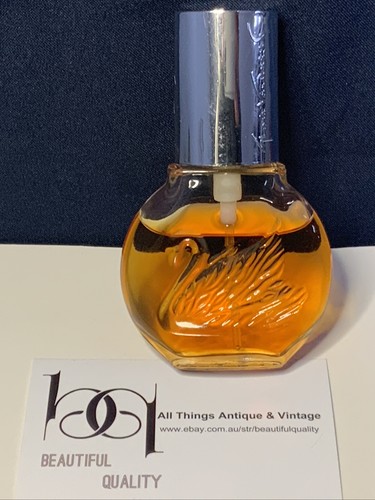 All Things Antique & Vintage
www.ebay.com.au/str/beautifulquality
BEAUTIFUL
QUALITY